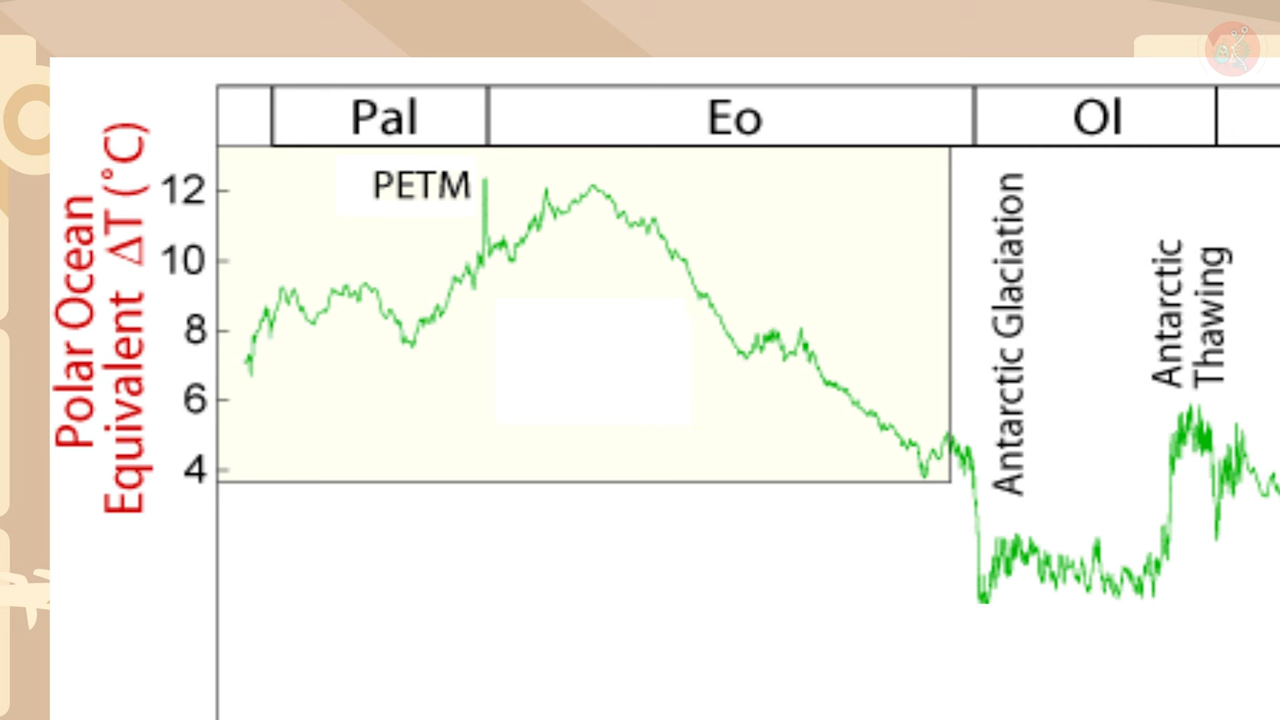 Pal
Eo
Ol
Polar Ocean
Equivalent ΔT (°C)
12
10
8
6
4
PETM
Antarctic Glaciation
Antarctic
Thawing